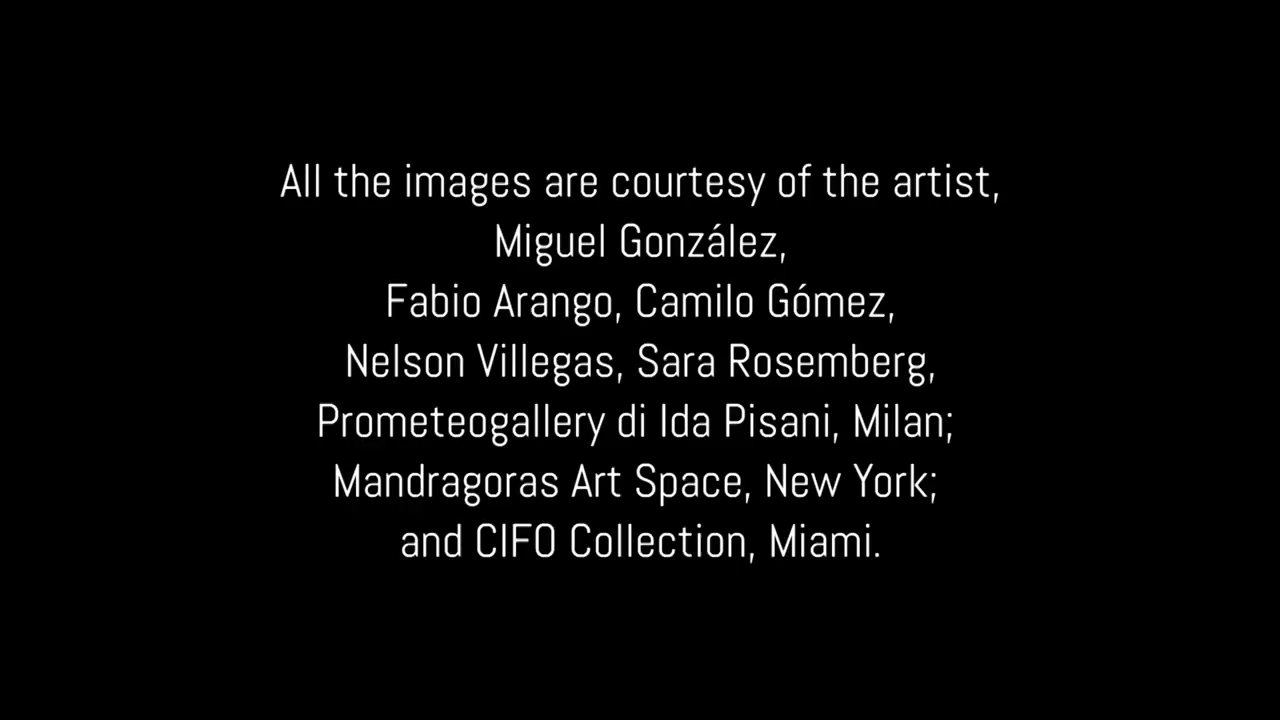 All the images are courtesy of the artist,
Miguel González,
Fabio Arango, Camilo Gómez,
Nelson Villegas, Sara Rosemberg,
Prometeogallery di Ida Pisani, Milan;
Mandragoras Art Space, New York;
and CIFO Collection, Miami.